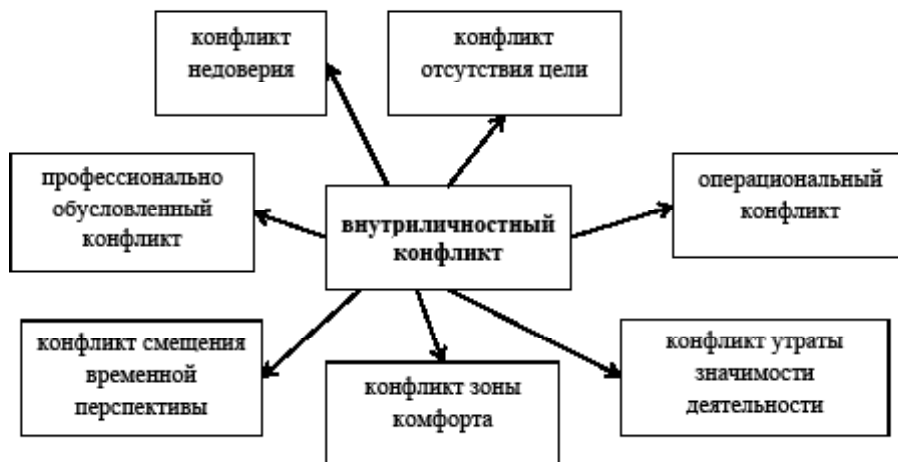 конфликт
недоверия
конфликт
отсутствия цели
профессионально
обусловленный
конфликт
внутриличностный
конфликт
операциональный
конфликт
конфликт смещения
временной
перспективы
конфликт зоны
комфорта
конфликт утраты
значимости
деятельности